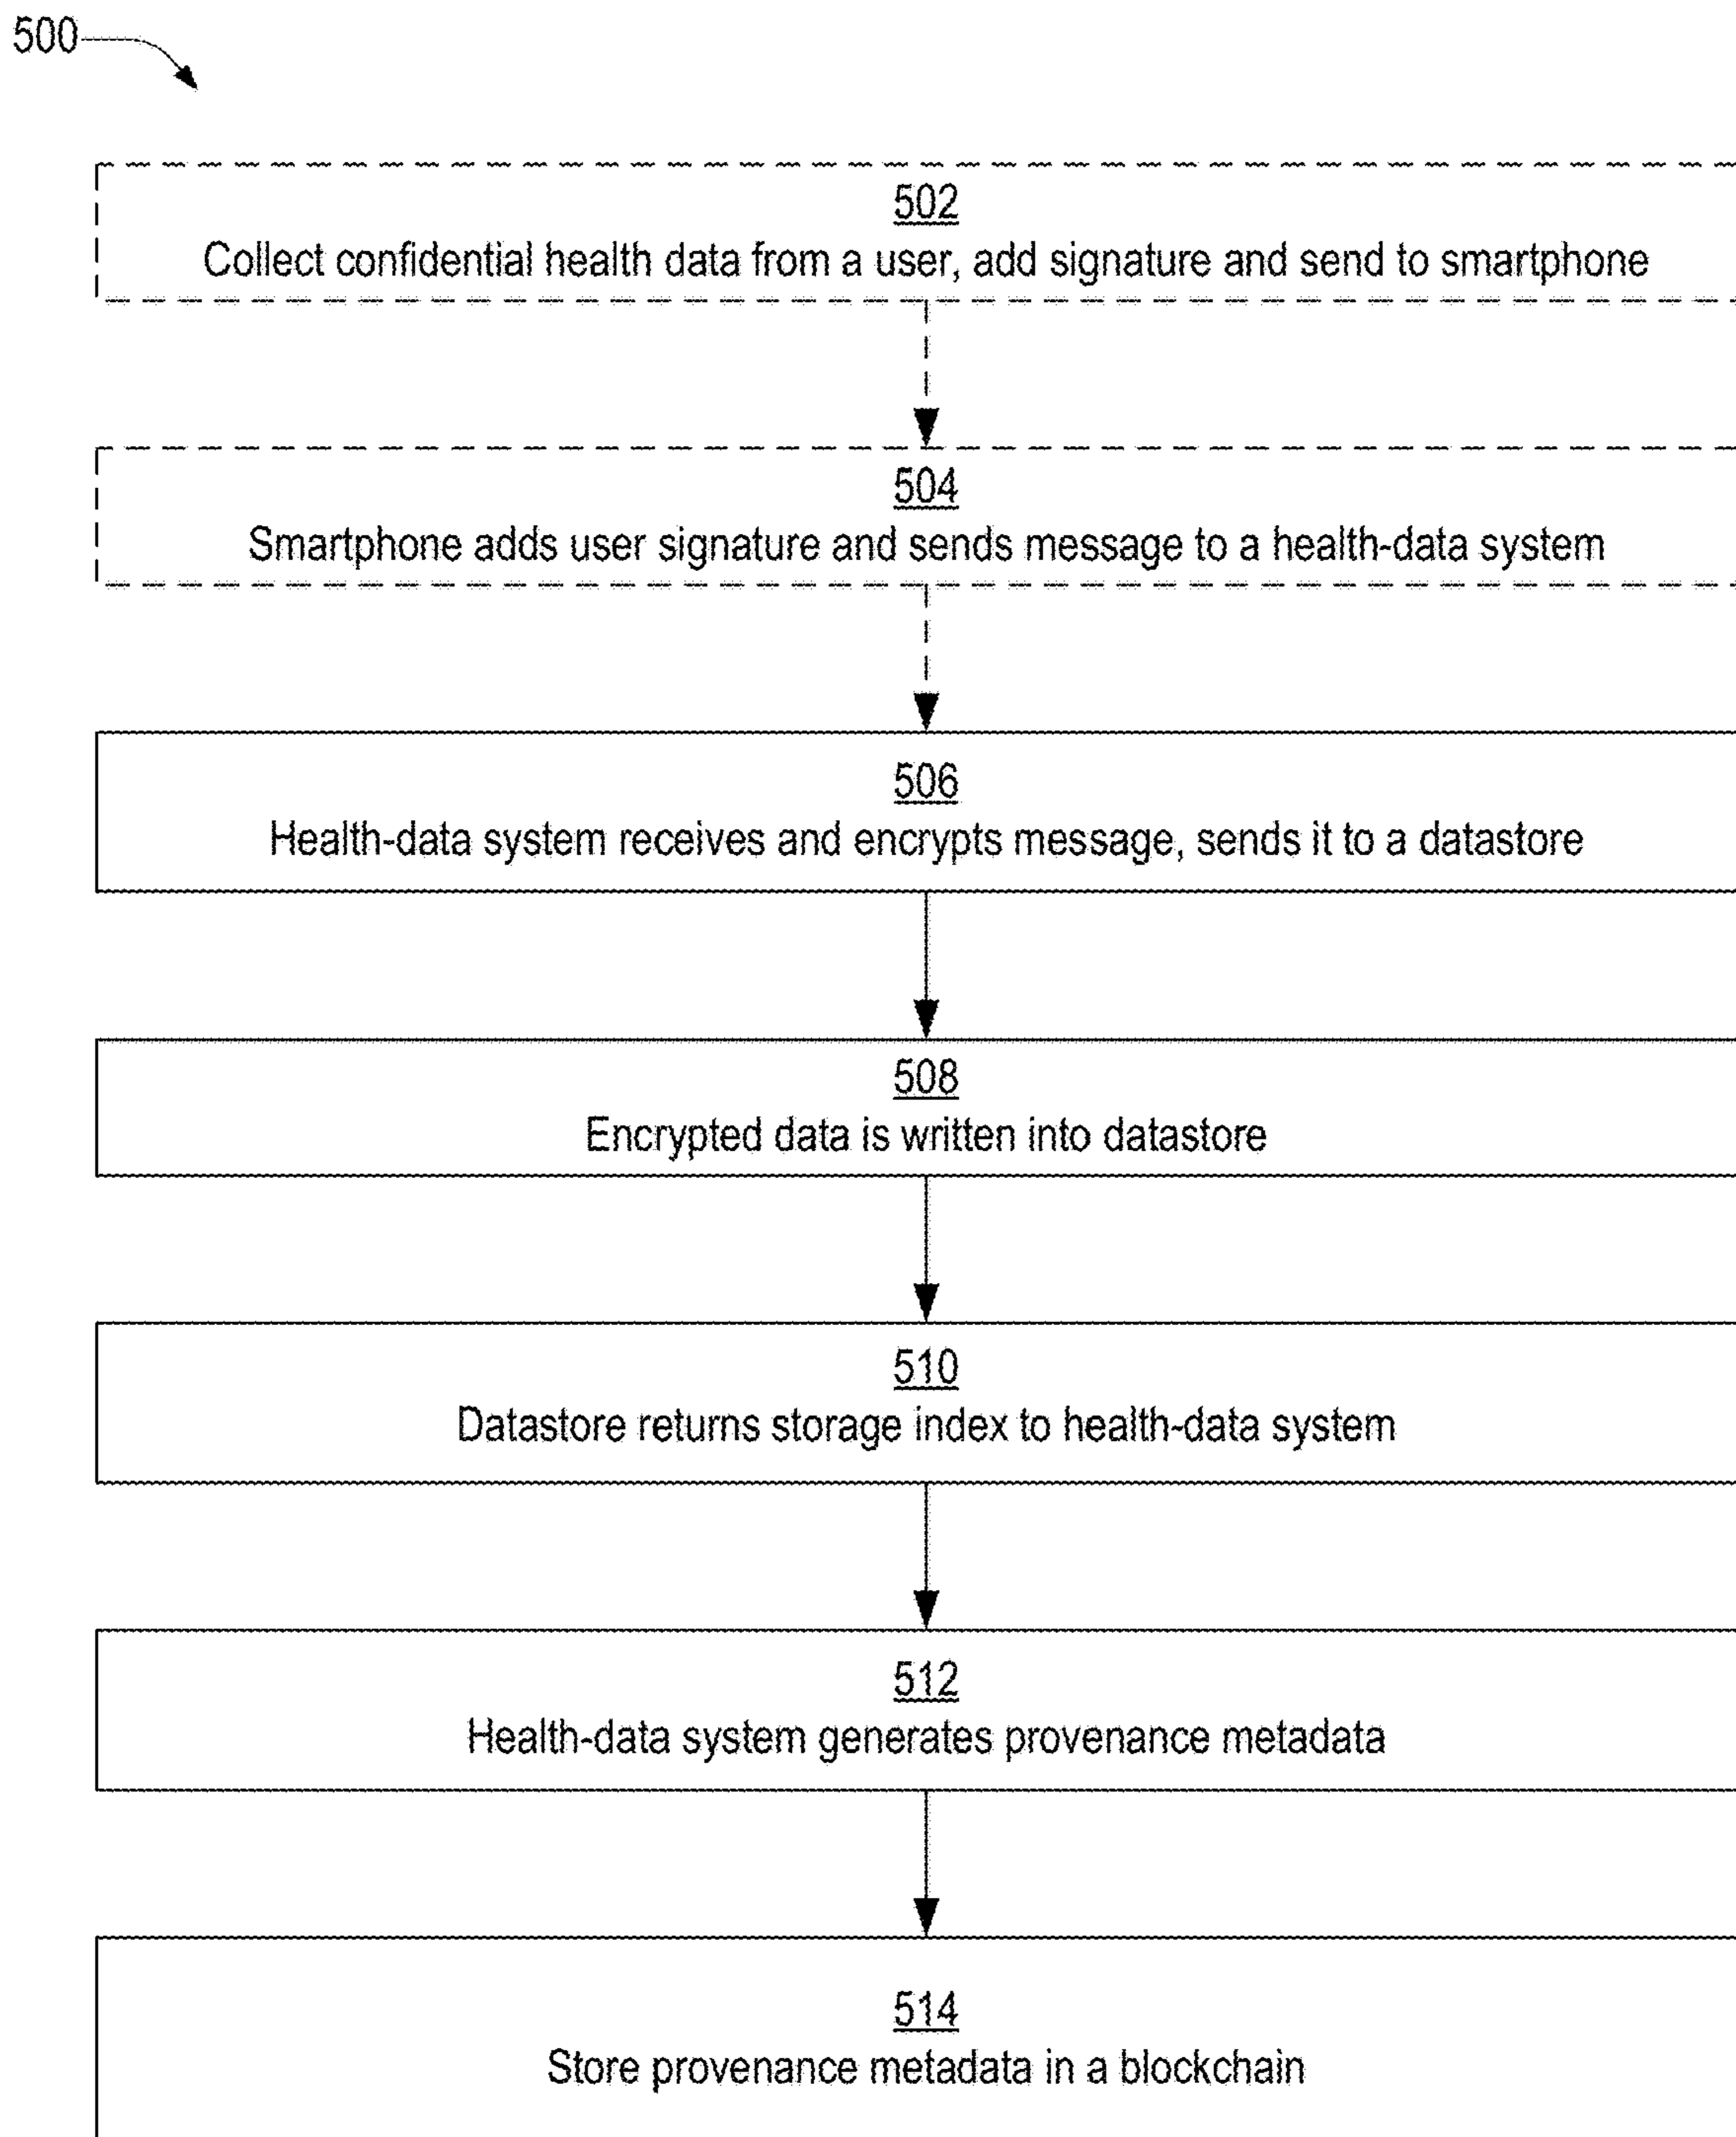 500
502
Collect confidential health data from a user, add signature and send to smartphone
504
Smartphone adds user signature and sends message to a health-data system
506
Health-data system receives and encrypts message, sends it to a datastore
508
Encrypted data is written into datastore
510
Datastore returns storage index to health-data system
512
Health-data system generates provenance metadata
514
Store provenance metadata in a blockchain